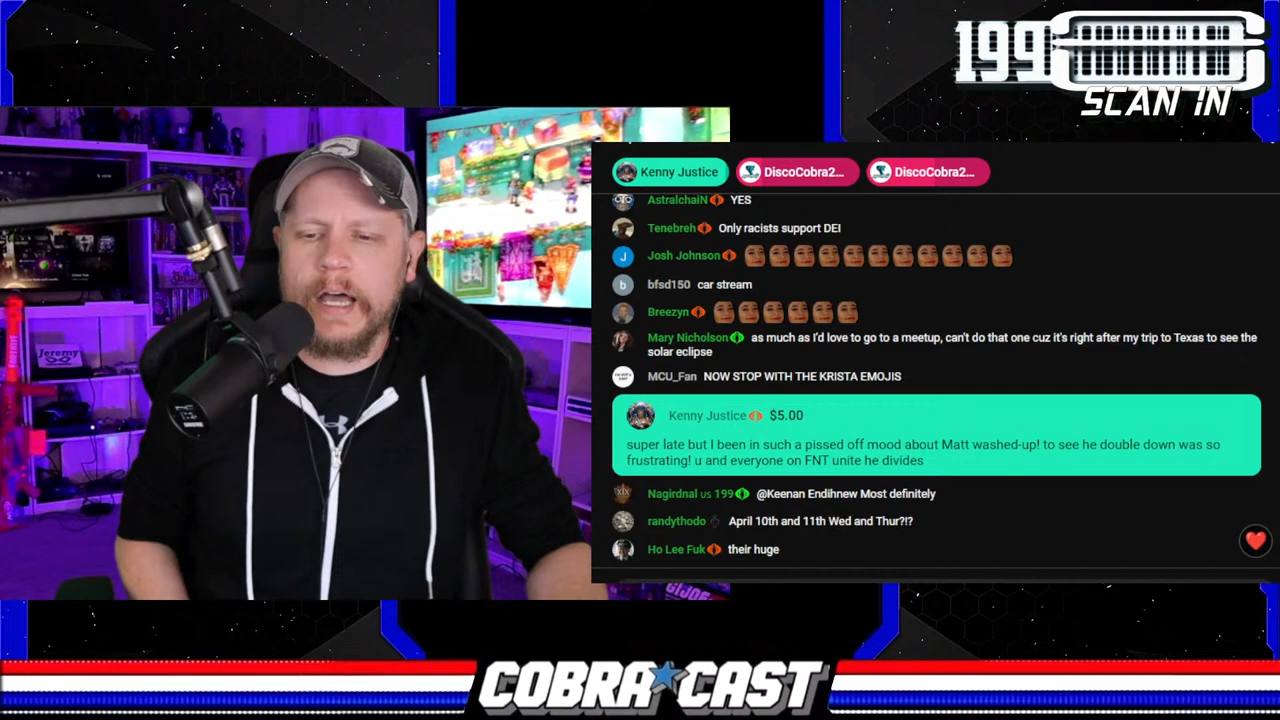 199
SCAN IN
Kenny Justice
DiscoCobra2...
DiscoCobra2...
AstralchaiN YES
Tenebreh Only racists support DEI
J Josh Johnson
b bfsd150 car stream
Breezyn
Mary Nicholson as much as I'd love to go to a meetup, can't do that one cuz it's right after my trip to Texas to see the
solar eclipse
MCU_Fan NOW STOP WITH THE KRISTA EMOJIS
Kenny Justice $5.00
super late but I been in such a pissed off mood about Matt washed-up! to see he double down was so
frustrating! u and everyone on FNT unite he divides
Nagirdnal us 199 @Keenan Endihnew Most definitely
randythodo April 10th and 11th Wed and Thur?!?
Ho Lee Fuk their huge
Jeremy
GIJOE
COBRA CAST